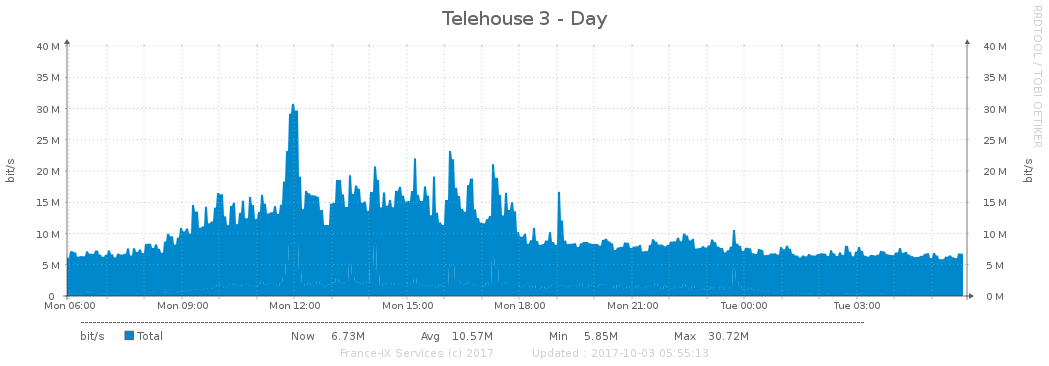 Telehouse 3 - Day
RRDTOOL / TOBI OETIKER
bit/s
40 M 40 M
35 M 35 M
30 M 30 M
25 M 25 M
20 M 20 M
15 M 15 M
10 M 10 M
5 M 5 M
0 0 M
bit/s
Mon 06:00 Mon 09:00 Mon 12:00 Mon 15:00 Mon 18:00 Mon 21:00 Tue 00:00 Tue 03:00
bit/s Total Now 6.73M Avg 10.57M Min 5.85M Max 30.72M
France-IX Services (c) 2017 Updated : 2017-10-03 05:55:13